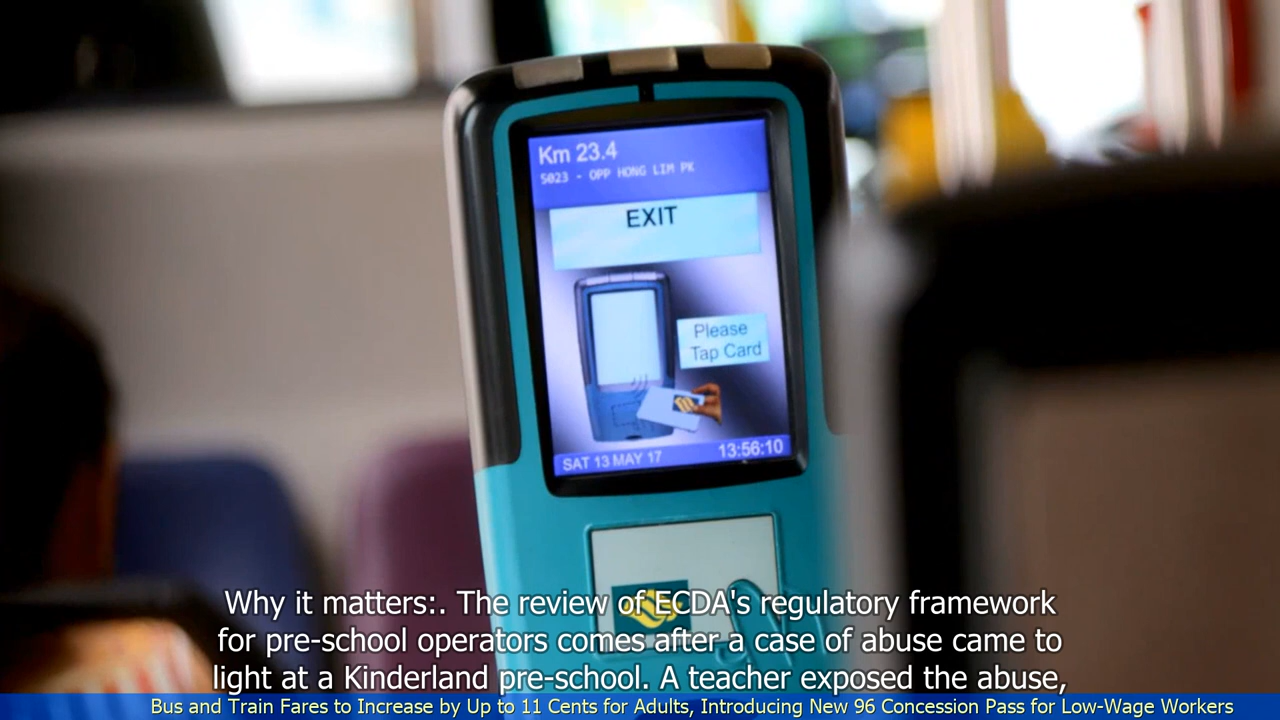 Km 23.4
5023 - OPP HONG LIM PK
EXIT
Please
Tap Card
SAT 13 MAY 17 13:56:10
Why it matters:. The review of ECDA's regulatory framework
for pre-school operators comes after a case of abuse came to
light at a Kinderland pre-school. A teacher exposed the abuse,
Bus and Train Fares to Increase by Up to 11 Cents for Adults, Introducing New 96 Concession Pass for Low-Wage Workers